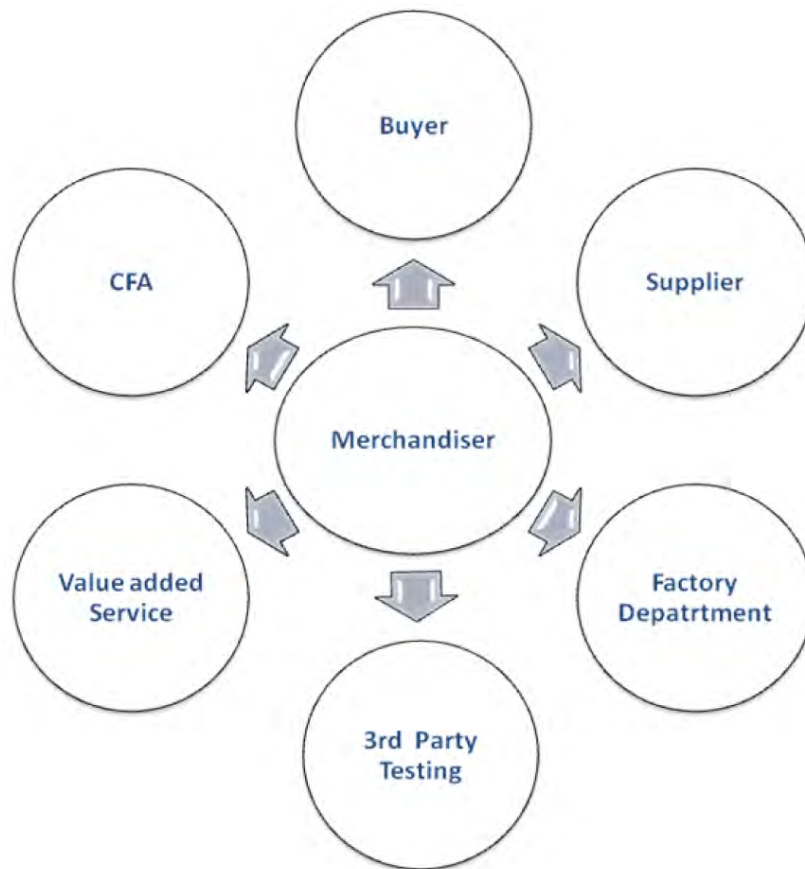 Buyer
CFA
Supplier
Merchandiser
Value added
Service
Factory
Depatrtment
3rd Party
Testing